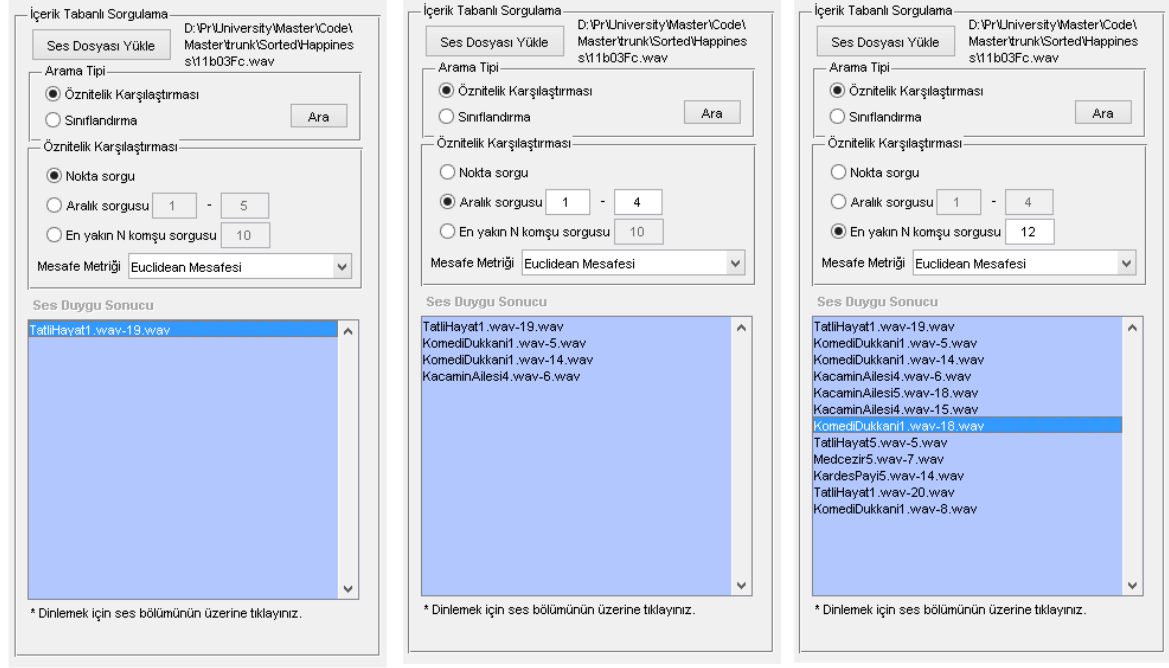 İçerik Tabanlı Sorgulama
Ses Dosyası Yükle
D:\Pr\University\Master\Code\
Master\trunk\Sorted\Happines
s\11b03Fc.wav
Arama Tipi
Öznitelik Karşılaştırması
Sınıflandırma
Ara
Öznitelik Karşılaştırması
Nokta sorgu
Aralık sorgusu 1 - 5
En yakın N komşu sorgusu 10
Mesafe Metriği Euclidean Mesafesi
Ses Duygu Sonucu
TatliHayat1.wav-19.wav
* Dinlemek için ses bölümünün üzerine tıklayınız.
İçerik Tabanlı Sorgulama
Ses Dosyası Yükle
D:\Pr\University\Master\Code\
Master\trunk\Sorted\Happines
s\11b03Fc.wav
Arama Tipi
Öznitelik Karşılaştırması
Sınıflandırma
Ara
Öznitelik Karşılaştırması
Nokta sorgu
Aralık sorgusu 1 - 4
En yakın N komşu sorgusu 10
Mesafe Metriği Euclidean Mesafesi
Ses Duygu Sonucu
TatliHayat1.wav-19.wav
KomediDukkani1.wav-5.wav
KomediDukkani1.wav-14.wav
KacaminAilesi4.wav-6.wav
* Dinlemek için ses bölümünün üzerine tıklayınız.
İçerik Tabanlı Sorgulama
Ses Dosyası Yükle
D:\Pr\University\Master\Code\
Master\trunk\Sorted\Happines
s\11b03Fc.wav
Arama Tipi
Öznitelik Karşılaştırması
Sınıflandırma
Ara
Öznitelik Karşılaştırması
Nokta sorgu
Aralık sorgusu 1 - 4
En yakın N komşu sorgusu 12
Mesafe Metriği Euclidean Mesafesi
Ses Duygu Sonucu
TatliHayat1.wav-19.wav
KomediDukkani1.wav-5.wav
KomediDukkani1.wav-14.wav
KacaminAilesi4.wav-6.wav
KacaminAilesi5.wav-18.wav
KacaminAilesi4.wav-15.wav
KomediDukkani1.wav-18.wav
TatliHayat5.wav-5.wav
Medcezir5.wav-7.wav
KardesPayi5.wav-14.wav
TatliHayat1.wav-20.wav
KomediDukkani1.wav-8.wav
* Dinlemek için ses bölümünün üzerine tıklayınız.